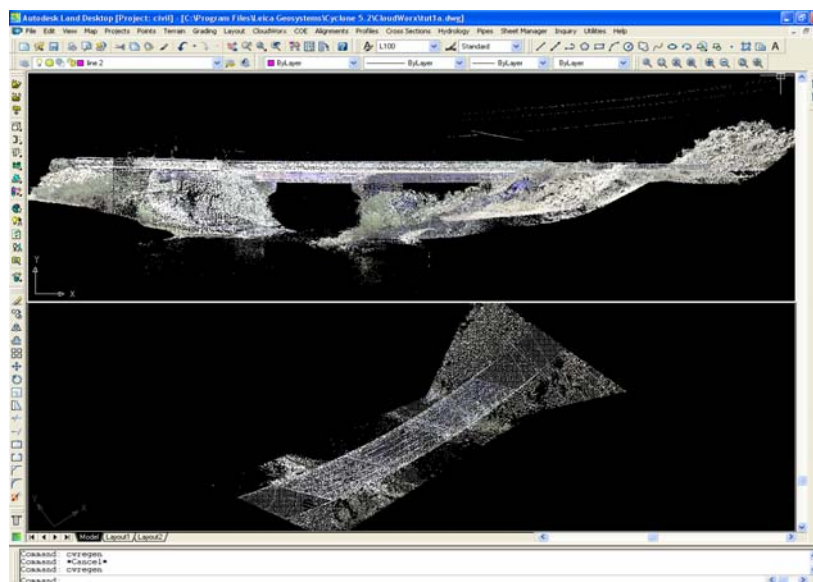 Autodesk Land Desktop [Project: civil] - [C:\Program Files\Leica Geosystems\Cyclone 5.2\CloudWorx\tut1a.dwg]
File Edit View Map Projects Points Terrain Grading Layout CloudWorx COE Alignments Profiles Cross Sections Hydrology Pipes Sheet Manager Inquiry Utilities Help
L100 Standard A
line 2 ByLayer ByLayer ByLayer ByLayer
Y
X
Y X
Model Layout1 Layout2
Command: cvregen
Command: *Cancel*
Command: cvregen
Command: